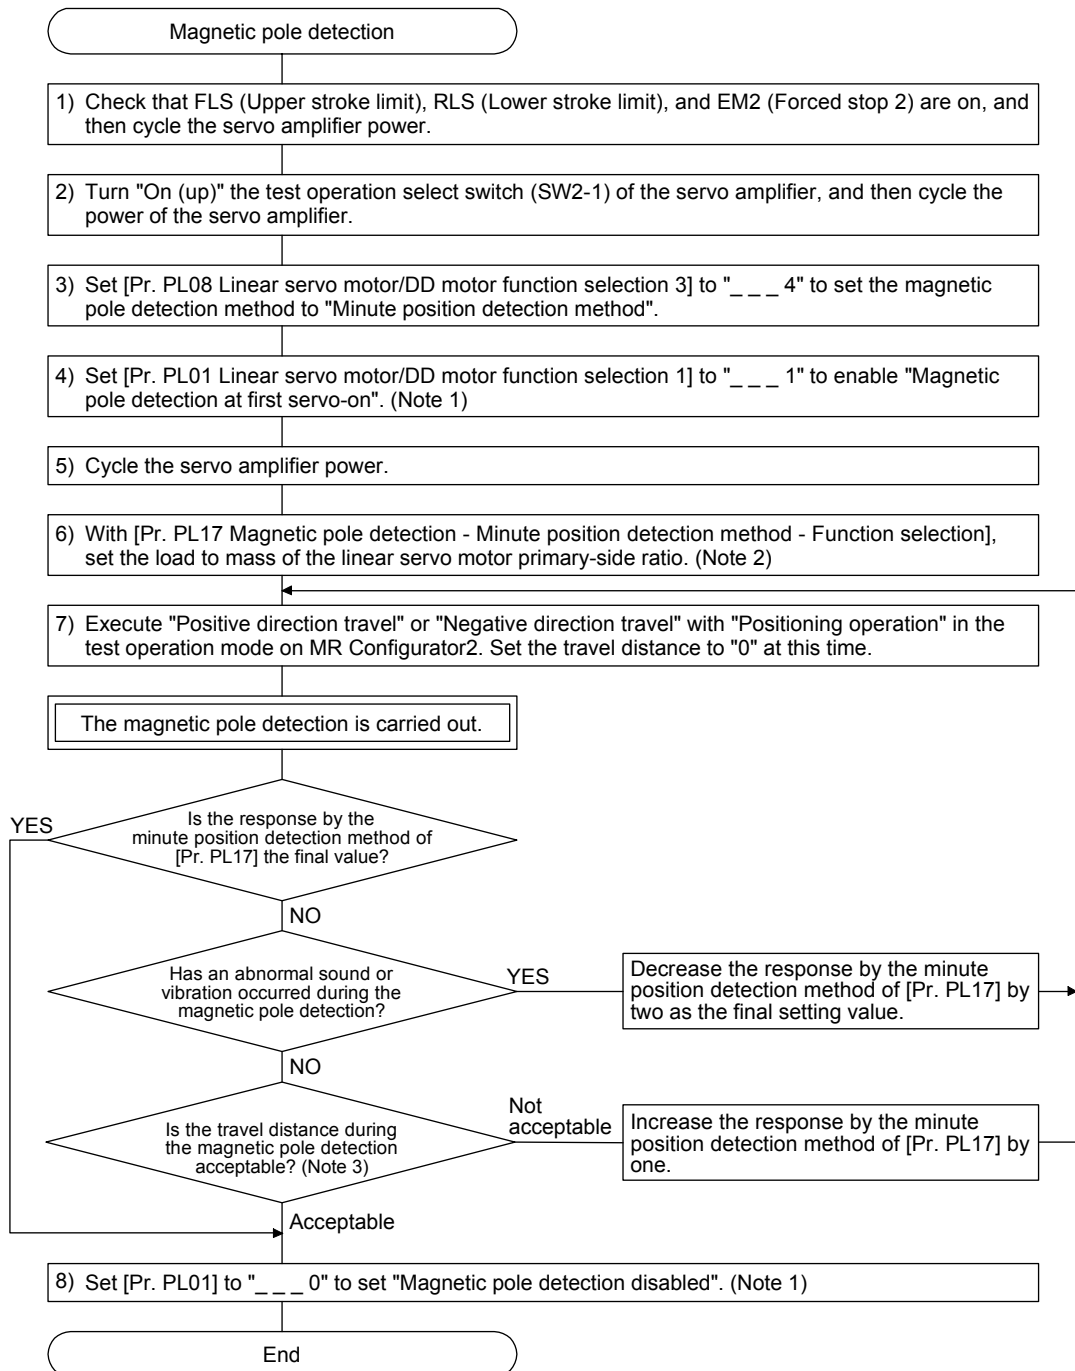 Magnetic pole detection
1) Check that FLS (Upper stroke limit), RLS (Lower stroke limit), and EM2 (Forced stop 2) are on, and
then cycle the servo amplifier power.
2) Turn "On (up)" the test operation select switch (SW2-1) of the servo amplifier, and then cycle the
power of the servo amplifier.
3) Set [Pr. PL08 Linear servo motor/DD motor function selection 3] to "_ _ _ 4" to set the magnetic
pole detection method to "Minute position detection method".
4) Set [Pr. PL01 Linear servo motor/DD motor function selection 1] to "_ _ _ 1" to enable "Magnetic
pole detection at first servo-on". (Note 1)
5) Cycle the servo amplifier power.
6) With [Pr. PL17 Magnetic pole detection - Minute position detection method - Function selection],
set the load to mass of the linear servo motor primary-side ratio. (Note 2)
7) Execute "Positive direction travel" or "Negative direction travel" with "Positioning operation" in the
test operation mode on MR Configurator2. Set the travel distance to "0" at this time.
The magnetic pole detection is carried out.
YES
Is the response by the
minute position detection method of
[Pr. PL17] the final value?
NO
Has an abnormal sound or
vibration occurred during the
magnetic pole detection?
YES
Decrease the response by the minute
position detection method of [Pr. PL17] by
two as the final setting value.
NO
Is the travel distance during
the magnetic pole detection
acceptable? (Note 3)
Not
acceptable
Increase the response by the minute
position detection method of [Pr. PL17] by
one.
Acceptable
8) Set [Pr. PL01] to "_ _ _ 0" to set "Magnetic pole detection disabled". (Note 1)
End